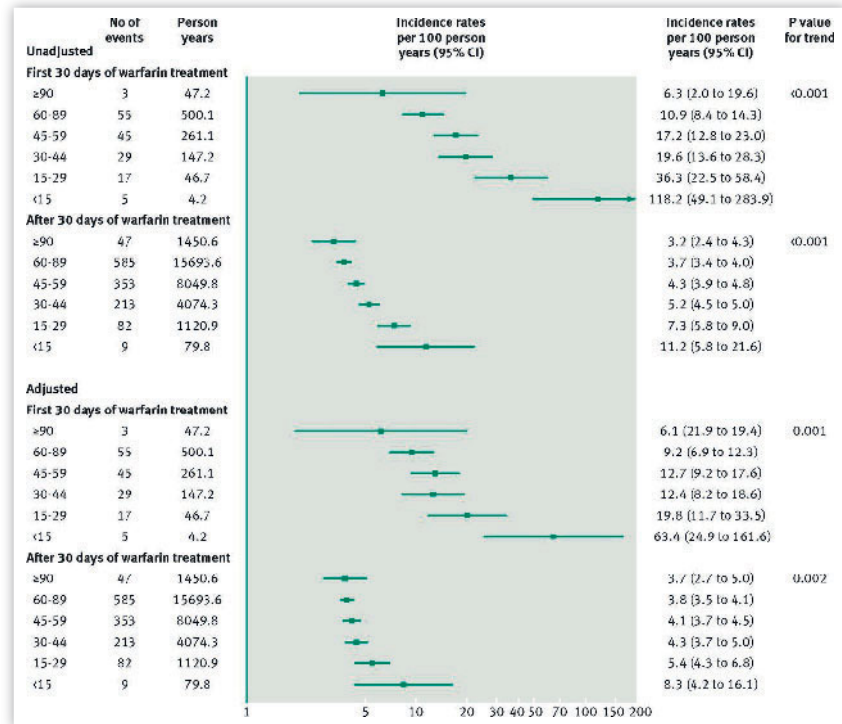 Unadjusted No of events Person years Incidence rates per 100 person years (95% CI) Incidence rates per 100 person years (95% CI) P value for trend
First 30 days of warfarin treatment
≥90 3 47.2 6.3 (2.0 to 19.6) <0.001
60-89 55 500.1 10.9 (8.4 to 14.3)
45-59 45 261.1 17.2 (12.8 to 23.0)
30-44 29 147.2 19.6 (13.6 to 28.3)
15-29 17 46.7 36.3 (22.5 to 58.4)
<15 5 4.2 118.2 (49.1 to 283.9)
After 30 days of warfarin treatment
≥90 47 1450.6 3.2 (2.4 to 4.3) <0.001
60-89 585 15693.6 3.7 (3.4 to 4.0)
45-59 353 8049.8 4.3 (3.9 to 4.8)
30-44 213 4074.3 5.2 (4.5 to 5.0)
15-29 82 1120.9 7.3 (5.8 to 9.0)
<15 9 79.8 11.2 (5.8 to 21.6)
Adjusted
First 30 days of warfarin treatment
≥90 3 47.2 6.1 (21.9 to 19.4) 0.001
60-89 55 500.1 9.2 (6.9 to 12.3)
45-59 45 261.1 12.7 (9.2 to 17.6)
30-44 29 147.2 12.4 (8.2 to 18.6)
15-29 17 46.7 19.8 (11.7 to 33.5)
<15 5 4.2 63.4 (24.9 to 161.6)
After 30 days of warfarin treatment
≥90 47 1450.6 3.7 (2.7 to 5.0) 0.002
60-89 585 15693.6 3.8 (3.5 to 4.1)
45-59 353 8049.8 4.1 (3.7 to 4.5)
30-44 213 4074.3 4.3 (3.7 to 5.0)
15-29 82 1120.9 5.4 (4.3 to 6.8)
<15 9 79.8 8.3 (4.2 to 16.1)
1 5 10 20 30 40 50 100 150 200